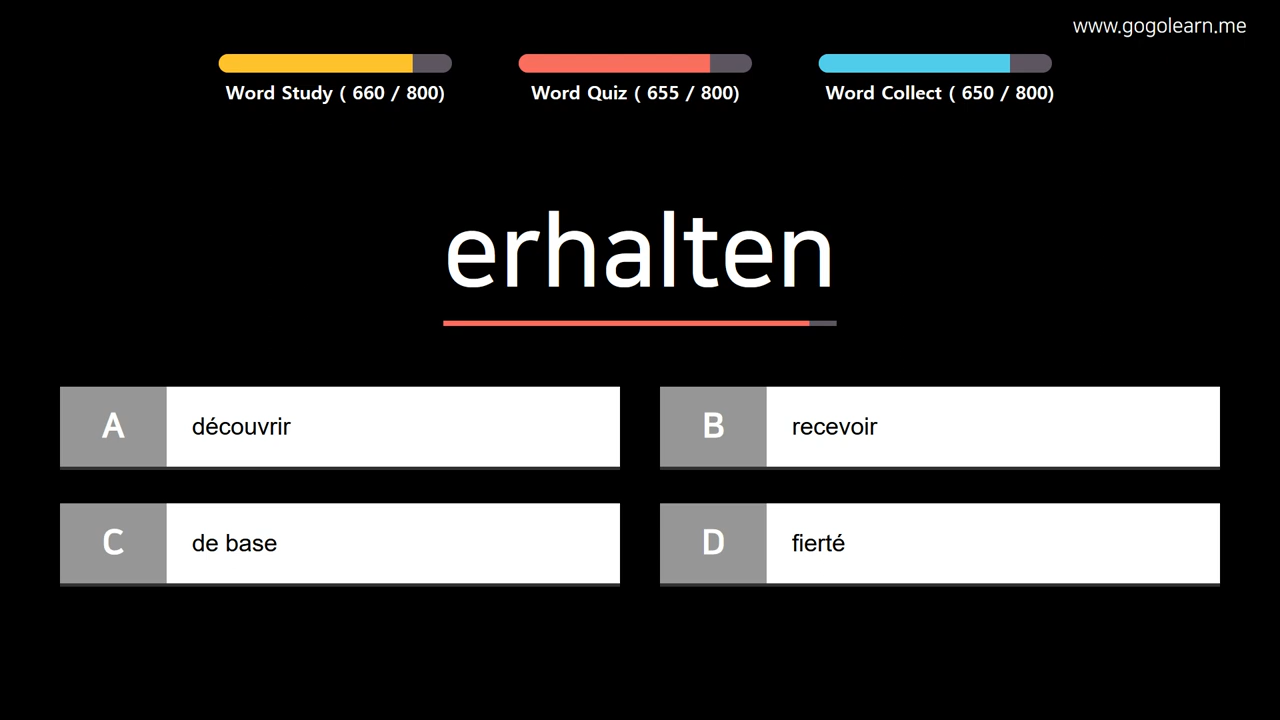 www.gogolearn.me
Word Study ( 660 / 800)
Word Quiz ( 655 / 800)
Word Collect ( 650 / 800)
erhalten
A
découvrir
B
recevoir
C
de base
D
fierté